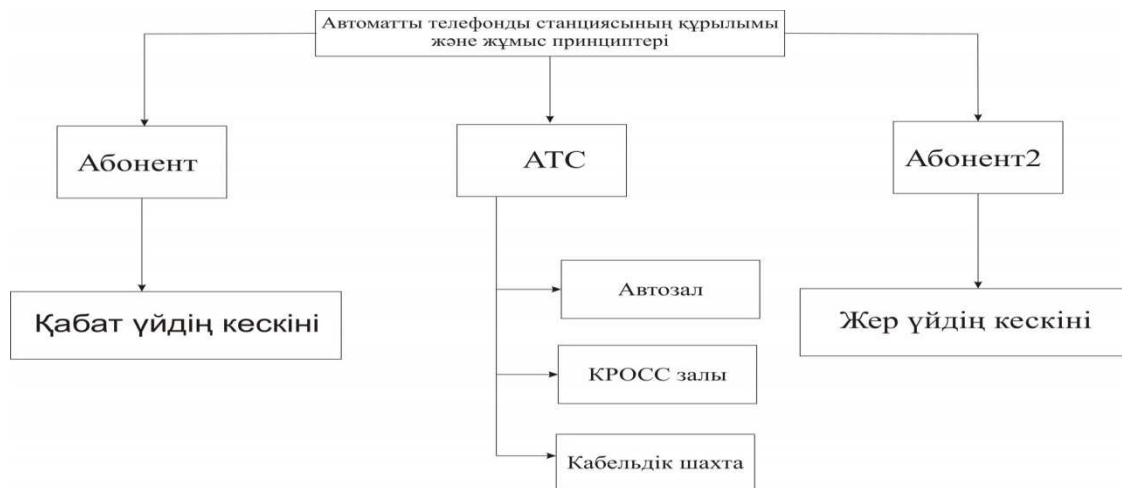 Автоматты телефонды станциясының құрылымы
және жұмыс принциптері
Абонент
АТС
Абонент2
Қабат үйдің кескіні
Автозал
Жер үйдің кескіні
КРОСС залы
Кабельдік шахта